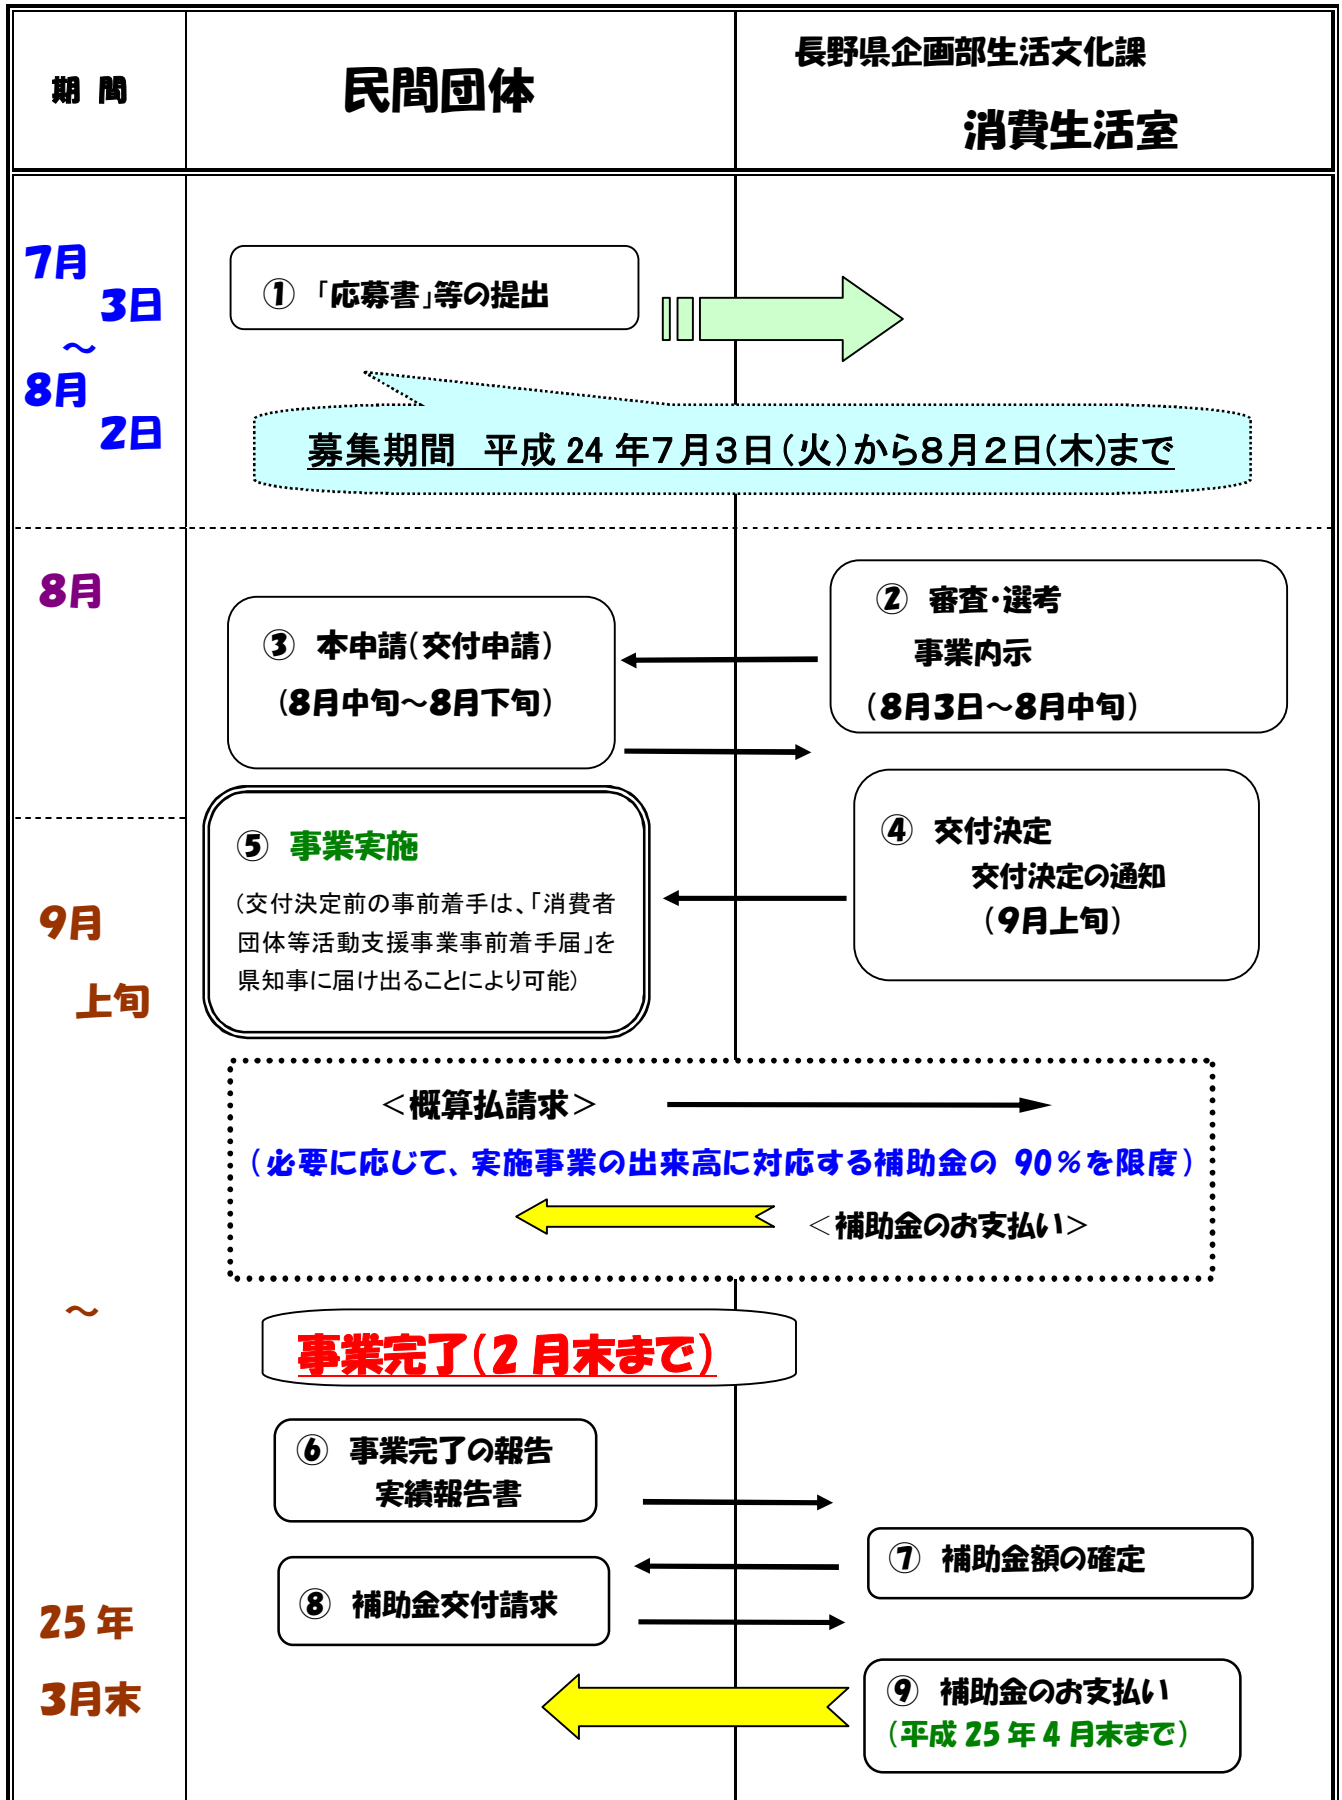 期 間
民間団体
長野県企画部生活文化課
消費生活室
7月
3日
～
8月
2日
① 「応募書」等の提出
募集期間 平成 24 年7月3日(火)から8月2日(木)まで
8月
② 審査・選考
事業内示
(8月3日～8月中旬)
③ 本申請(交付申請)
(8月中旬～8月下旬)
④ 交付決定
交付決定の通知
(9月上旬)
⑤ 事業実施
(交付決定前の事前着手は、「消費者
団体等活動支援事業事前着手届」を
県知事に届け出ることにより可能)
9月
上旬
＜概算払請求＞
(必要に応じて、実施事業の出来高に対応する補助金の 90％を限度)
＜補助金のお支払い＞
～
事業完了(2 月末まで)
⑥ 事業完了の報告
実績報告書
⑦ 補助金額の確定
⑧ 補助金交付請求
25 年
3月末
⑨ 補助金のお支払い
(平成 25 年 4 月末まで)